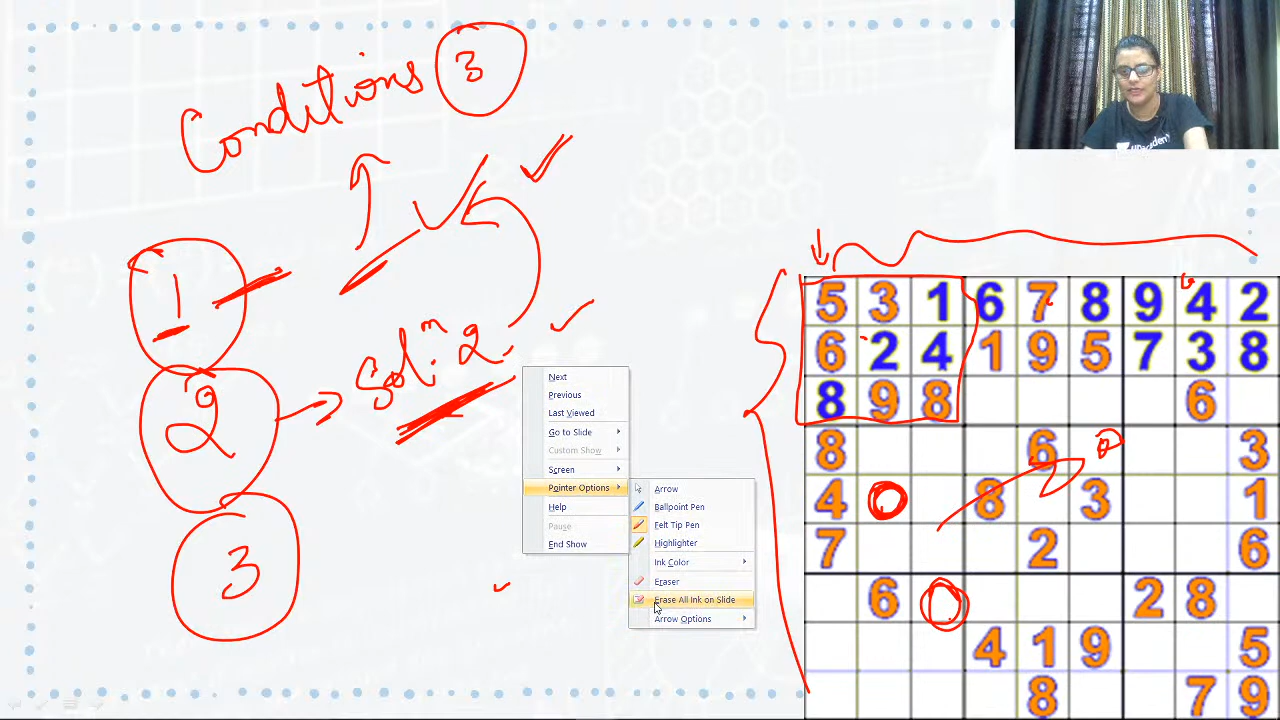 Conditions 3
1
Sol:n 2.
2
3
Next
Previous
Last Viewed
Go to Slide
Custom Show
Screen
Pointer Options
Help
Pause
End Show
Arrow
Ballpoint Pen
Felt Tip Pen
Highlighter
Ink Color
Eraser
Erase All Ink on Slide
Arrow Options
5 3 1 6 7 8 9 4 2
6 2 4 1 9 5 7 3 8
8 9 8 6
8 6 3
4 0 8 3 1
7 2 6
6 0 2 8
4 1 9 5
8 7 9